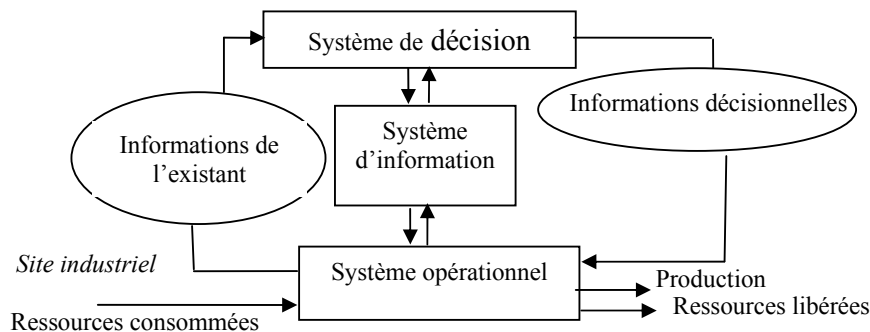 Système de décision
Informations de
l’existant
Système
d’information
Informations décisionnelles
Site industriel
Système opérationnel
Production
Ressources libérées
Ressources consommées